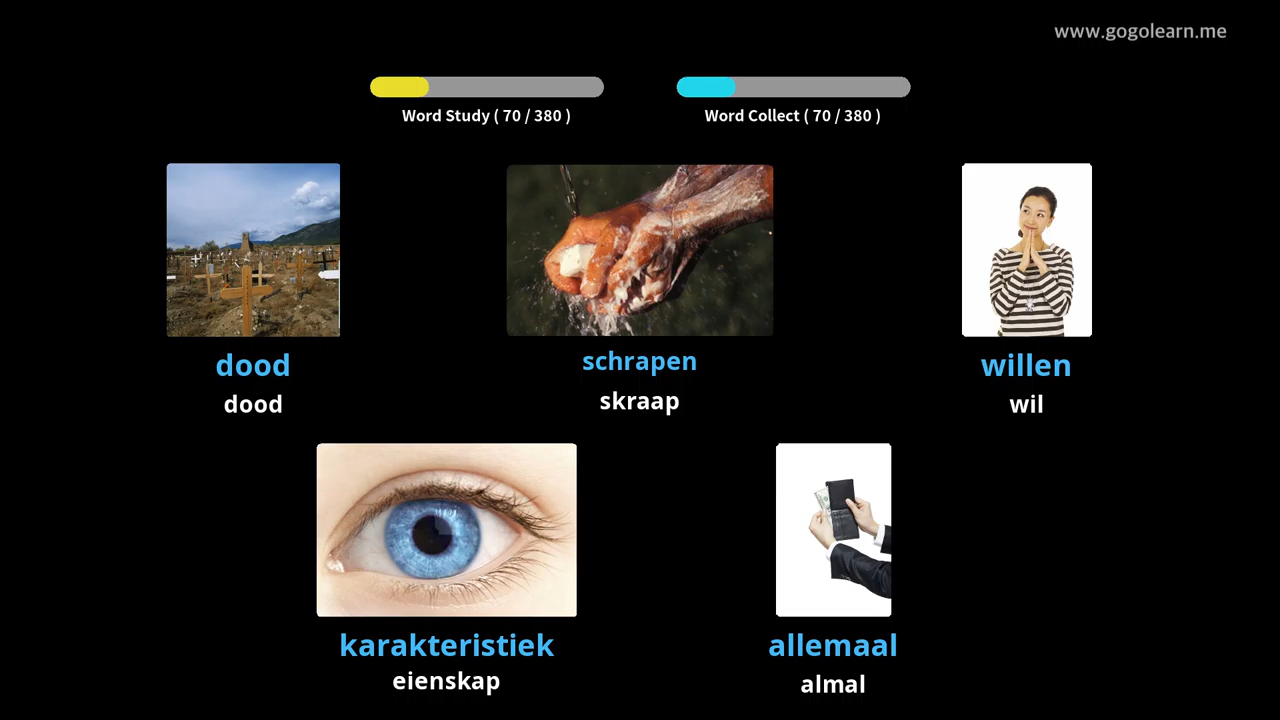 www.gogolearn.me
Word Study ( 70 / 380 )
Word Collect ( 70 / 380 )
dood
dood
schrapen
skraap
willen
wil
karakteristiek
eienskap
allemaal
almal